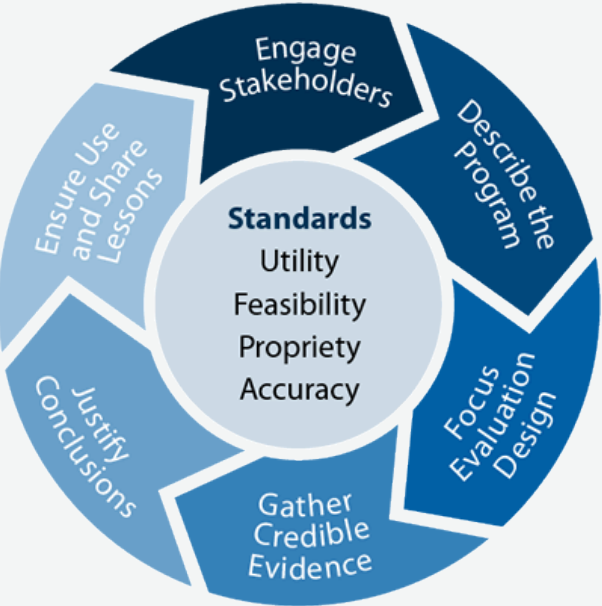 Engage
Stakeholders
Describe the
Program
Focus
Evaluation
Design
Gather
Credible
Evidence
Justify
Conclusions
Ensure Use
and Share
Lessons
Standards
Utility
Feasibility
Propriety
Accuracy